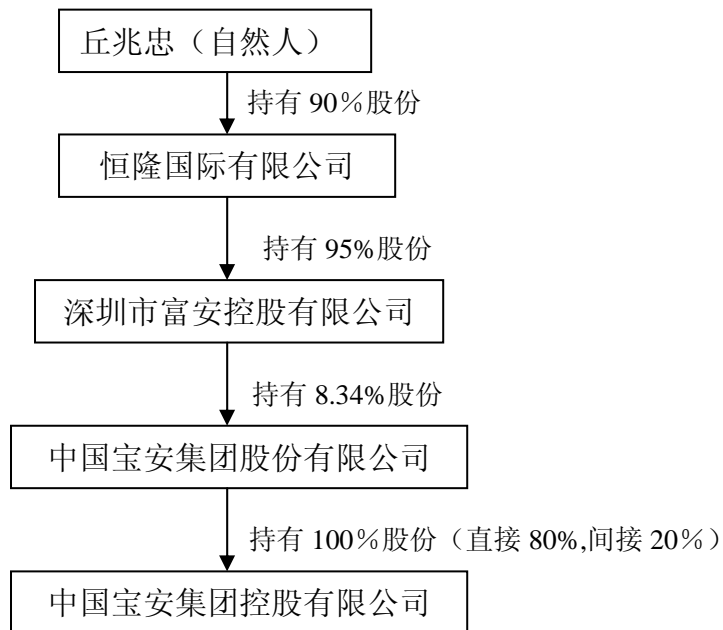 丘兆忠（自然人）
持有 90％股份
恒隆国际有限公司
持有 95%股份
深圳市富安控股有限公司
持有 8.34%股份
中国宝安集团股份有限公司
持有 100％股份（直接 80%,间接 20％）
中国宝安集团控股有限公司